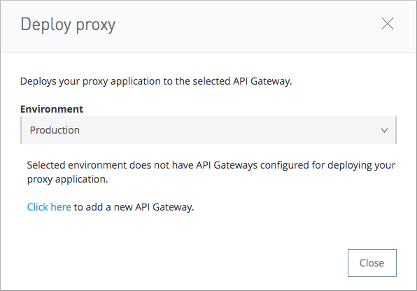 Deploy proxy
Deploys your proxy application to the selected API Gateway.
Environment
Production
Selected environment does not have API Gateways configured for deploying your
proxy application.
Click here to add a new API Gateway.
Close